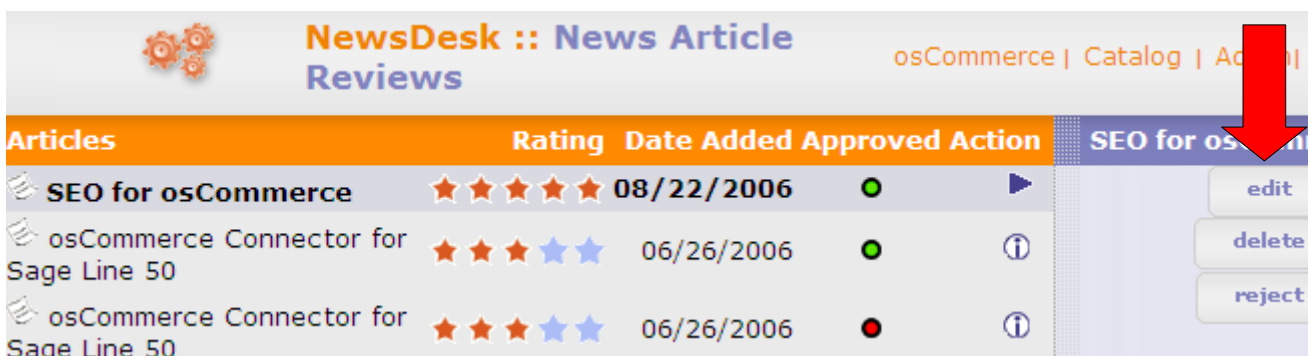 NewsDesk :: News Article
Reviews
osCommerce | Catalog | |
Articles Rating Date Added Approved Action
SEO for
SEO for osCommerce 08/22/2006
edit
osCommerce Connector for
Sage Line 50 06/26/2006
delete
reject
osCommerce Connector for
Sage Line 50 06/26/2006